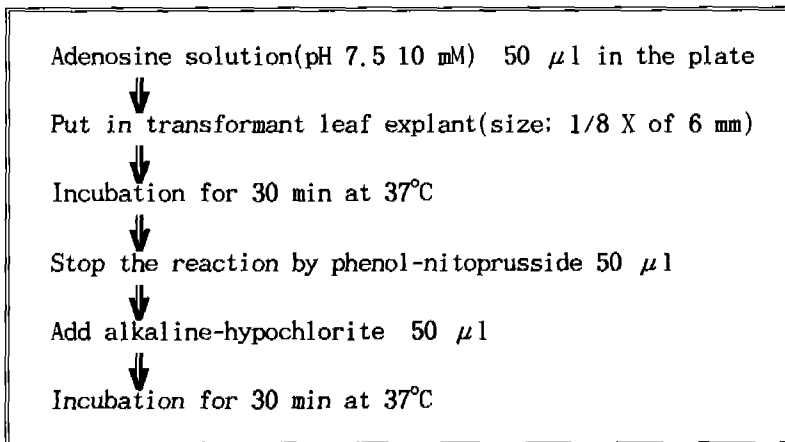 Adenosine solution(pH 7.5 10 mM) 50 μl in the plate
Put in transformant leaf explant(size; 1/8 X of 6 mm)
Incubation for 30 min at 37°C
Stop the reaction by phenol-nitoprusside 50 μl
Add alkaline-hypochlorite 50 μl
Incubation for 30 min at 37°C